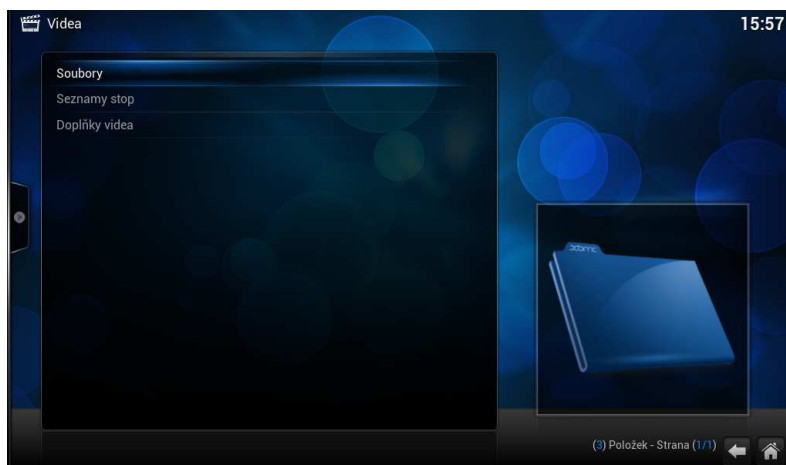 Videa
15:57
Soubory
Seznamy stop
Doplňky videa
xbmc
(3) Položek - Strana (1/1)